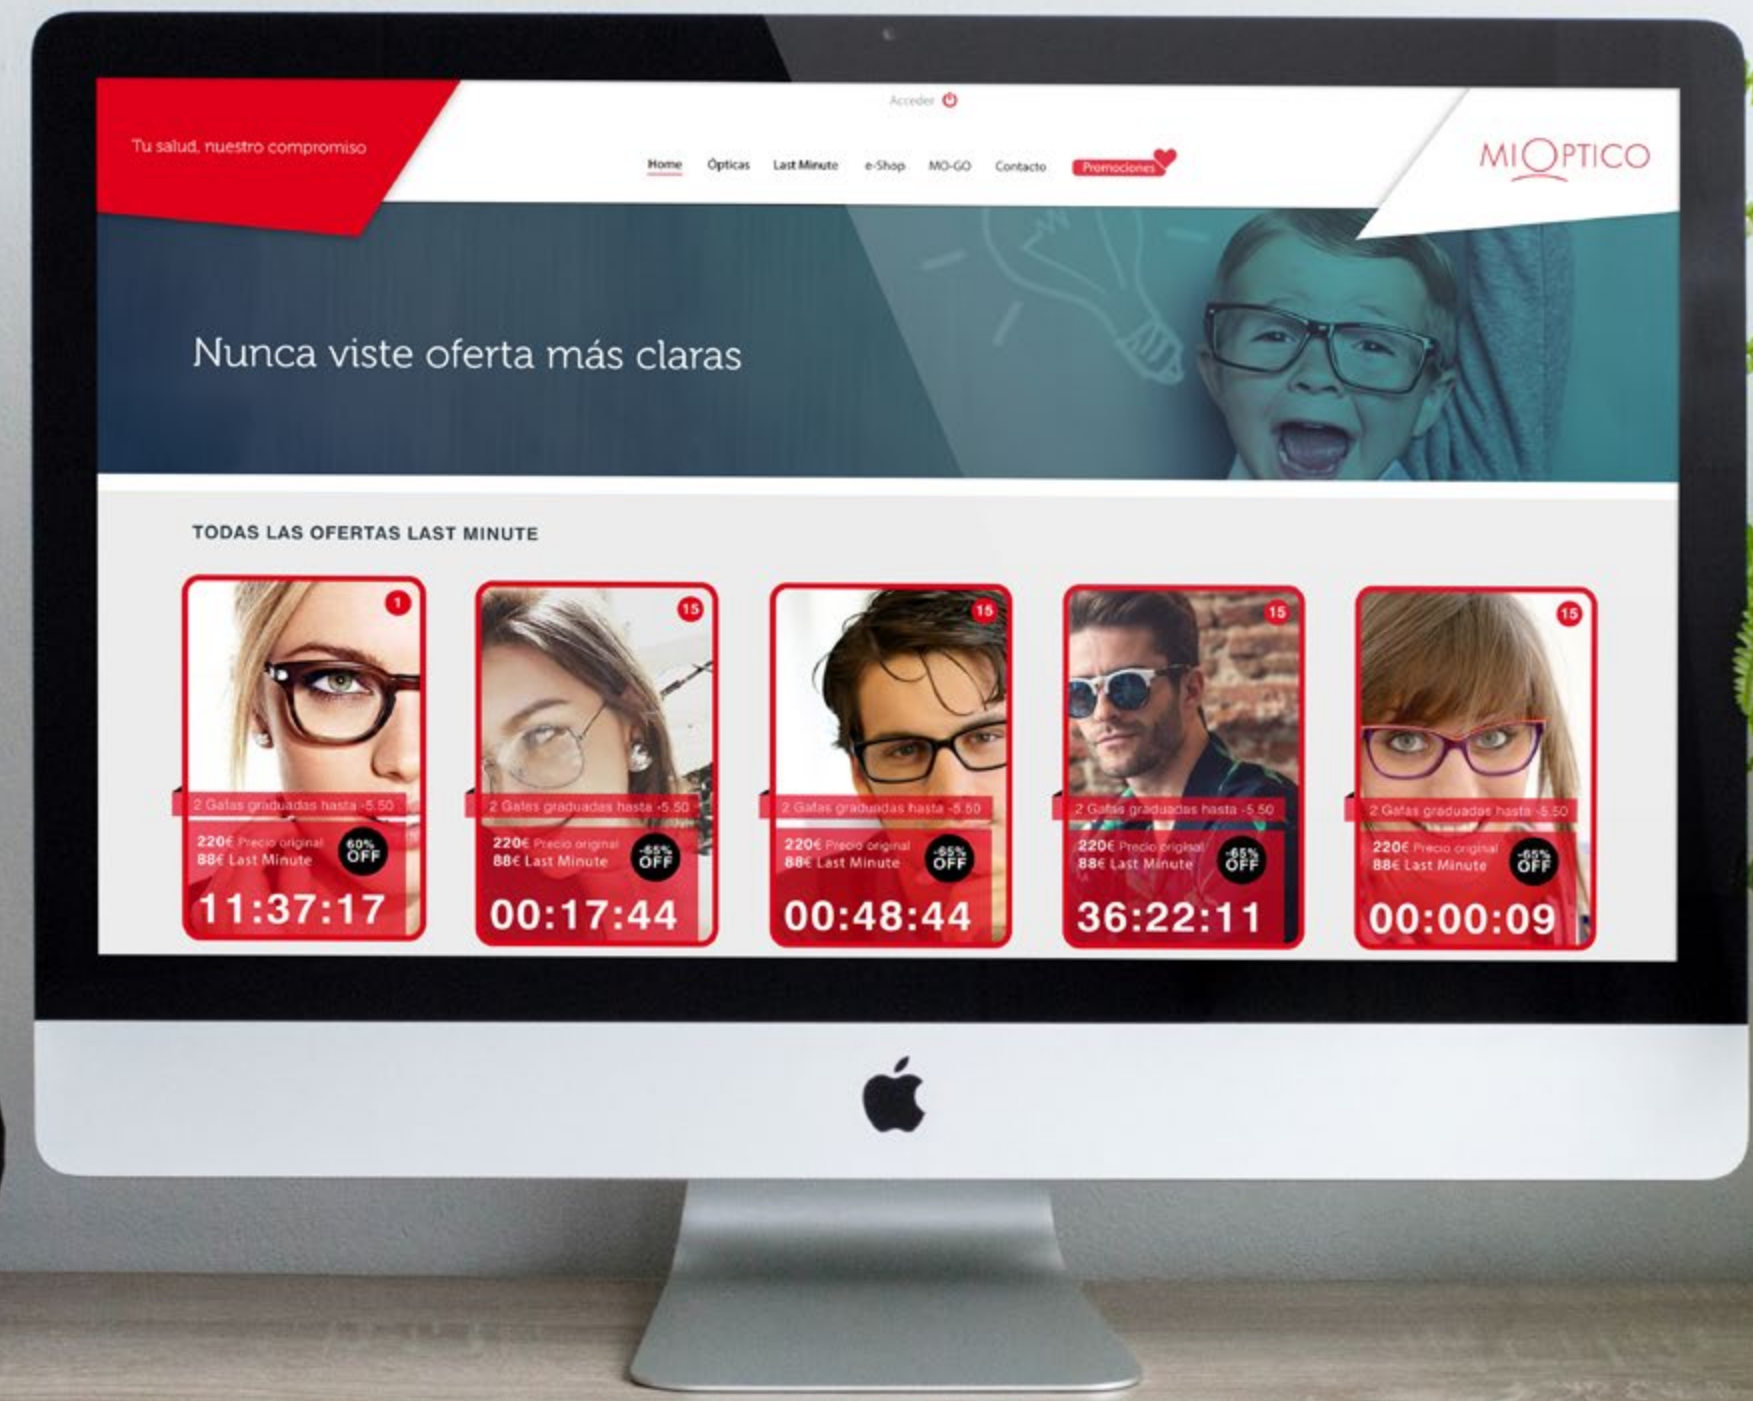 Acceder
Tu salud, nuestro compromiso
Home Ópticas Last Minute e-Shop MO-GO Contacto Promociones
MIOPTICO
Nunca viste oferta más claras
TODAS LAS OFERTAS LAST MINUTE
1
2 Gafas graduadas hasta -5.50
220€ Precio original
88€ Last Minute
60%
OFF
11:37:17
15
2 Gafas graduadas hasta -5.50
220€ Precio original
88€ Last Minute
-65%
OFF
00:17:44
15
2 Gafas graduadas hasta -5.50
220€ Precio original
88€ Last Minute
-65%
OFF
00:48:44
15
2 Gafas graduadas hasta -5.50
220€ Precio original
88€ Last Minute
-65%
OFF
36:22:11
15
2 Gafas graduadas hasta -5.50
220€ Precio original
88€ Last Minute
-65%
OFF
00:00:09